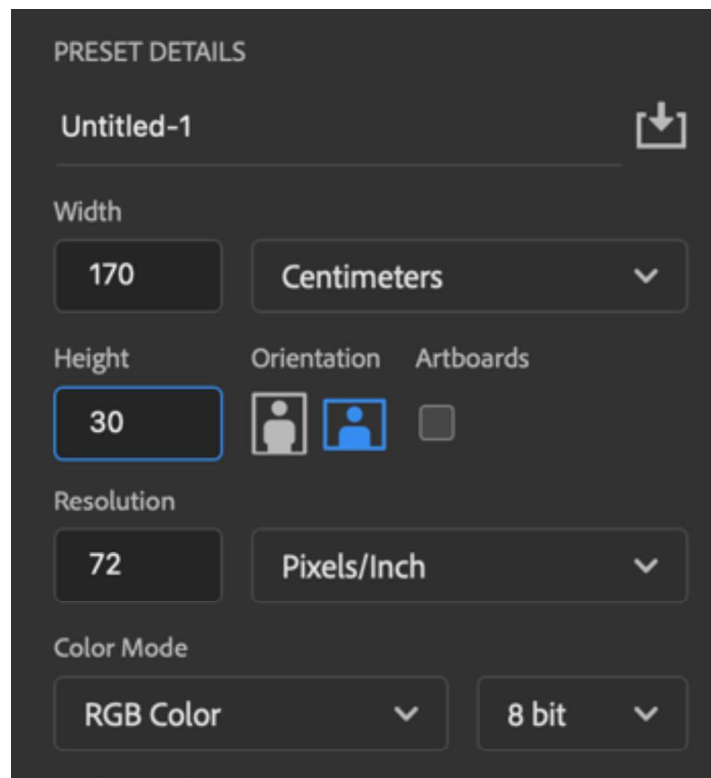 PRESET DETAILS
Untitled-1
Width
170 Centimeters
Height Orientation Artboards
30
Resolution
72 Pixels/Inch
Color Mode
RGB Color 8 bit